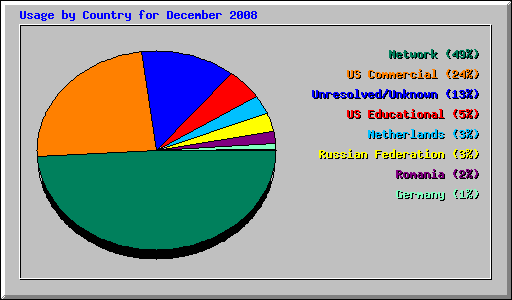 Usage by Country for December 2008
Network (49%)
US Commercial (24%)
Unresolved/Unknown (13%)
US Educational (5%)
Netherlands (3%)
Russian Federation (3%)
Romania (2%)
Germany (1%)